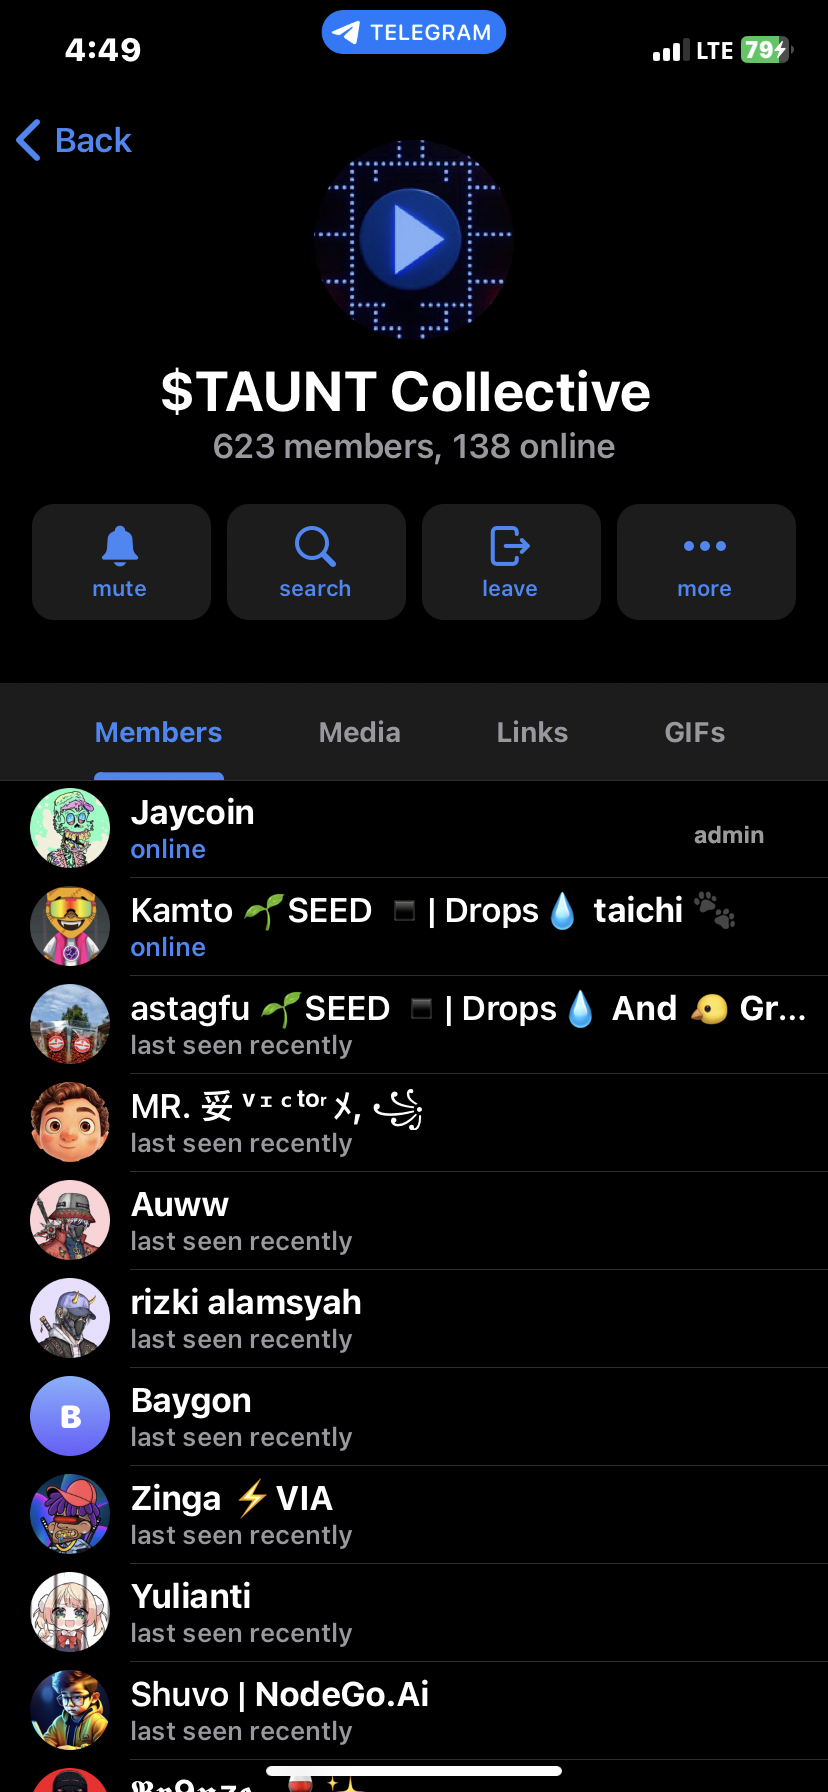 4:49
TELEGRAM
LTE
79
Back
$TAUNT Collective
623 members, 138 online
mute
search
leave
more
Members
Media
Links
GIFs
Jaycoin
online
admin
Kamto 🌱SEED ▪️| Drops💧 taichi 🐾
online
astagfu 🌱SEED ▪️| Drops💧 And 🐤 Gr...
last seen recently
MR.
last seen recently
Auww
last seen recently
rizki alamsyah
last seen recently
B
Baygon
last seen recently
Zinga ⚡VIA
last seen recently
Yulianti
last seen recently
Shuvo | NodeGo.Ai
last seen recently